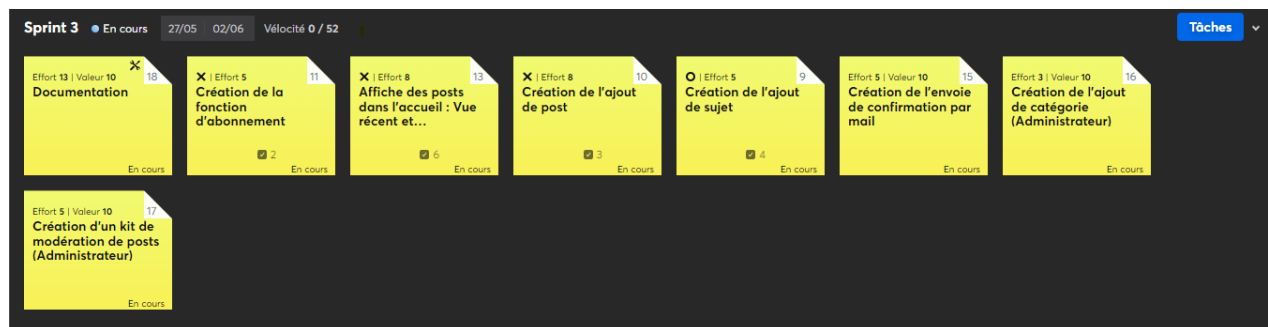 Sprint 3 En cours 27/05 02/06 Vélocité 0 / 52 Tâches
Effort 13 | Valeur 10 18
Documentation
En cours
X | Effort 5 11
Création de la
fonction
d'abonnement
2
En cours
X | Effort 8 13
Affiche des posts
dans l'accueil : Vue
récent et...
6
En cours
X | Effort 8 10
Création de l'ajout
de post
3
En cours
O | Effort 5 9
Création de l'ajout
de sujet
4
En cours
Effort 5 | Valeur 10 15
Création de l'envoie
de confirmation par
mail
En cours
Effort 3 | Valeur 10 16
Création de l'ajout
de catégorie
(Administrateur)
En cours
Effort 5 | Valeur 10 17
Création d'un kit de
modération de posts
(Administrateur)
En cours